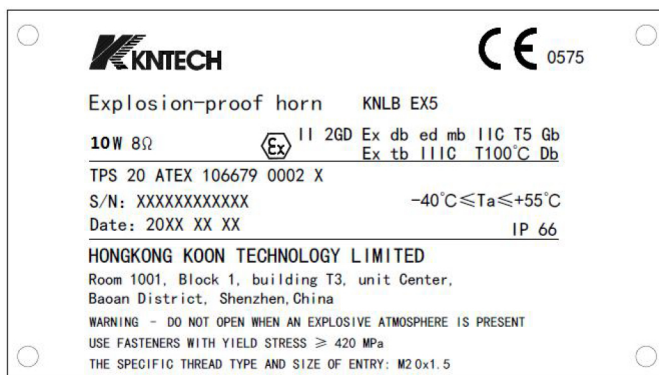 KNTECH
CE 0575
Explosion-proof horn KNLB EX5
10W 8Ω Ex II 2GD Ex db ed mb IIC T5 Gb
Ex tb IIIC T100℃ Db
TPS 20 ATEX 106679 0002 X
S/N: XXXXXXXXXXXX -40℃≤Ta≤+55℃
Date: 20XX XX XX IP 66
HONGKONG KOON TECHNOLOGY LIMITED
Room 1001, Block 1, building T3, unit Center,
Baoan District, Shenzhen,China
WARNING - DO NOT OPEN WHEN AN EXPLOSIVE ATMOSPHERE IS PRESENT
USE FASTENERS WITH YIELD STRESS ≥ 420 MPa
THE SPECIFIC THREAD TYPE AND SIZE OF ENTRY: M20x1.5